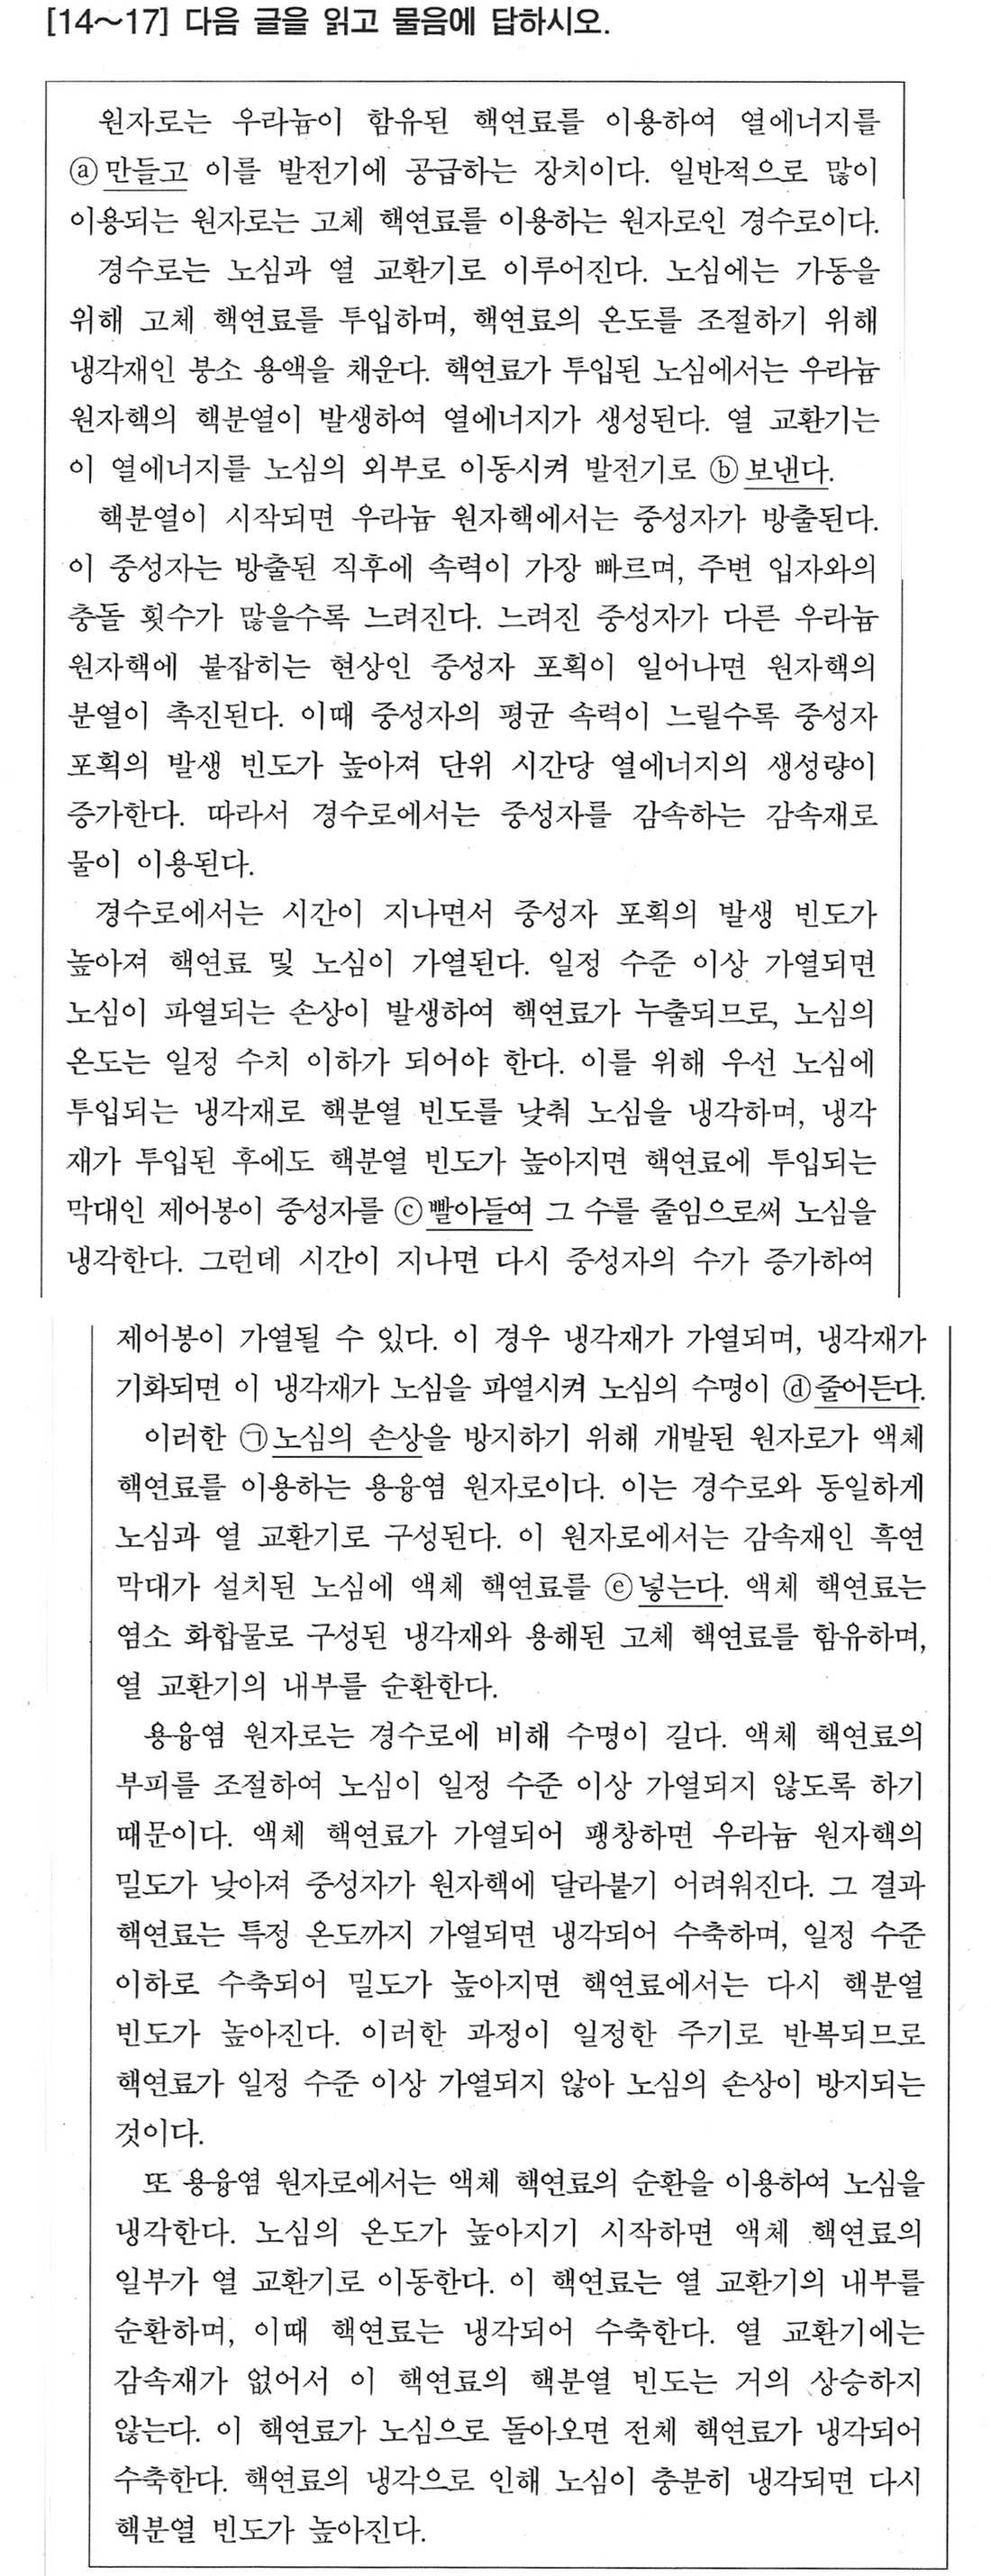 [14～17] 다음 글을 읽고 물음에 답하시오.
원자로는 우라늄이 함유된 핵연료를 이용하여 열에너지를
ⓐ만들고 이를 발전기에 공급하는 장치이다. 일반적으로 많이
이용되는 원자로는 고체 핵연료를 이용하는 원자로인 경수로이다.
경수로는 노심과 열 교환기로 이루어진다. 노심에는 가동을
위해 고체 핵연료를 투입하며, 핵연료의 온도를 조절하기 위해
냉각재인 붕소 용액을 채운다. 핵연료가 투입된 노심에서는 우라늄
원자핵의 핵분열이 발생하여 열에너지가 생성된다. 열 교환기는
이 열에너지를 노심의 외부로 이동시켜 발전기로 ⓑ보낸다.
핵분열이 시작되면 우라늄 원자핵에서는 중성자가 방출된다.
이 중성자는 방출된 직후에 속력이 가장 빠르며, 주변 입자와의
충돌 횟수가 많을수록 느려진다. 느려진 중성자가 다른 우라늄
원자핵에 붙잡히는 현상인 중성자 포획이 일어나면 원자핵의
분열이 촉진된다. 이때 중성자의 평균 속력이 느릴수록 중성자
포획의 발생 빈도가 높아져 단위 시간당 열에너지의 생성량이
증가한다. 따라서 경수로에서는 중성자를 감속하는 감속재로
물이 이용된다.
경수로에서는 시간이 지나면서 중성자 포획의 발생 빈도가
높아져 핵연료 및 노심이 가열된다. 일정 수준 이상 가열되면
노심이 파열되는 손상이 발생하여 핵연료가 누출되므로, 노심의
온도는 일정 수치 이하가 되어야 한다. 이를 위해 우선 노심에
투입되는 냉각재로 핵분열 빈도를 낮춰 노심을 냉각하며, 냉각
재가 투입된 후에도 핵분열 빈도가 높아지면 핵연료에 투입되는
막대인 제어봉이 중성자를 ⓒ빨아들여 그 수를 줄임으로써 노심을
냉각한다. 그런데 시간이 지나면 다시 중성자의 수가 증가하여
제어봉이 가열될 수 있다. 이 경우 냉각재가 가열되며, 냉각재가
기화되면 이 냉각재가 노심을 파열시켜 노심의 수명이 ⓓ줄어든다.
이러한 ㉠노심의 손상을 방지하기 위해 개발된 원자로가 액체
핵연료를 이용하는 용융염 원자로이다. 이는 경수로와 동일하게
노심과 열 교환기로 구성된다. 이 원자로에서는 감속재인 흑연
막대가 설치된 노심에 액체 핵연료를 ⓔ넣는다. 액체 핵연료는
염소 화합물로 구성된 냉각재와 용해된 고체 핵연료를 함유하며,
열 교환기의 내부를 순환한다.
용융염 원자로는 경수로에 비해 수명이 길다. 액체 핵연료의
부피를 조절하여 노심이 일정 수준 이상 가열되지 않도록 하기
때문이다. 액체 핵연료가 가열되어 팽창하면 우라늄 원자핵의
밀도가 낮아져 중성자가 원자핵에 달라붙기 어려워진다. 그 결과
핵연료는 특정 온도까지 가열되면 냉각되어 수축하며, 일정 수준
이하로 수축되어 밀도가 높아지면 핵연료에서는 다시 핵분열
빈도가 높아진다. 이러한 과정이 일정한 주기로 반복되므로
핵연료가 일정 수준 이상 가열되지 않아 노심의 손상이 방지되는
것이다.
또 용융염 원자로에서는 액체 핵연료의 순환을 이용하여 노심을
냉각한다. 노심의 온도가 높아지기 시작하면 액체 핵연료의
일부가 열 교환기로 이동한다. 이 핵연료는 열 교환기의 내부를
순환하며, 이때 핵연료는 냉각되어 수축한다. 열 교환기에는
감속재가 없어서 이 핵연료의 핵분열 빈도는 거의 상승하지
않는다. 이 핵연료가 노심으로 돌아오면 전체 핵연료가 냉각되어
수축한다. 핵연료의 냉각으로 인해 노심이 충분히 냉각되면 다시
핵분열 빈도가 높아진다.